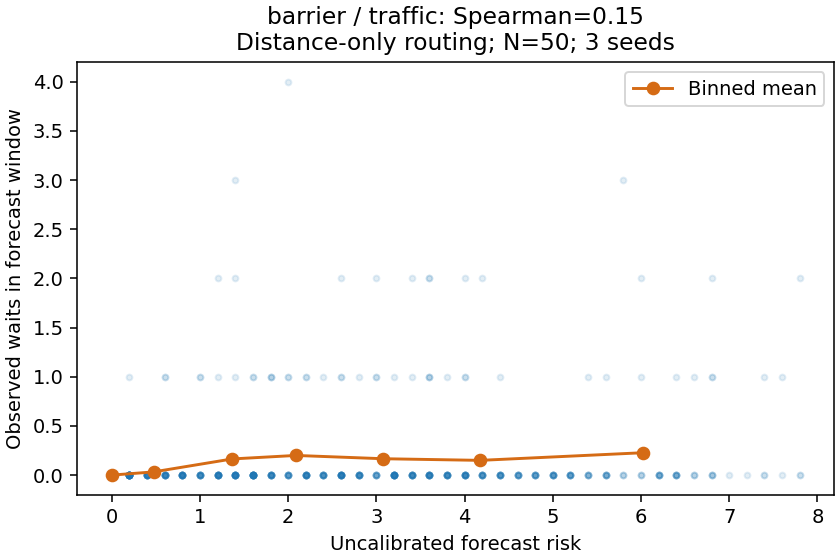 barrier / traffic: Spearman=0.15
Distance-only routing; N=50; 3 seeds
Binned mean
Observed waits in forecast window
4.0
3.5
3.0
2.5
2.0
1.5
1.0
0.5
0.0
0 1 2 3 4 5 6 7 8
Uncalibrated forecast risk